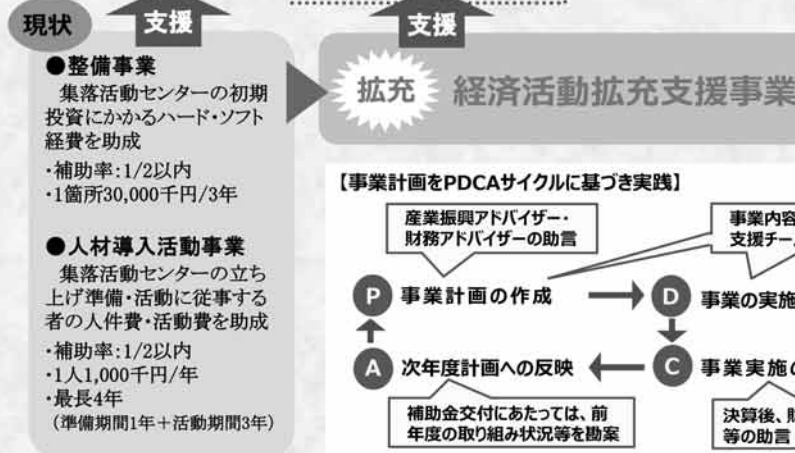 現状
支援
●整備事業
集落活動センターの初期
投資にかかるハード・ソフト
経費を助成
・補助率:1/2以内
・1箇所30,000千円/3年
●人材導入活動事業
集落活動センターの立ち
上げ準備・活動に従事する
者の人件費・活動費を助成
・補助率:1/2以内
・1人1,000千円/年
・最長4年
(準備期間1年＋活動期間3年)
支援
拡充
経済活動拡充支援事業
【事業計画をPDCAサイクルに基づき実践】
産業振興アドバイザー・
財務アドバイザーの助言
事業内容
支援チー
P 事業計画の作成
D 事業の実施
A 次年度計画への反映
C 事業実施の
補助金交付にあたっては、前
年度の取り組み状況等を勘案
決算後、
等の助言